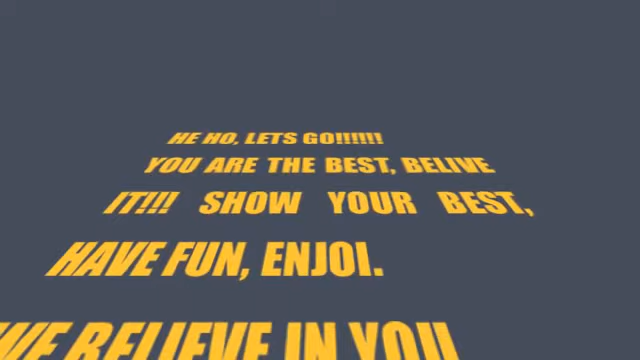 HE HO, LETS GO!!!!!!
YOU ARE THE BEST, BELIVE
IT!!! SHOW YOUR BEST,
HAVE FUN, ENJOI.
WE BELIEVE IN YOU